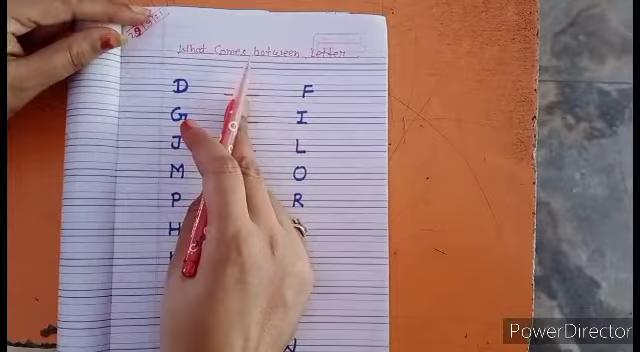 What Comes between Letter
D F
G I
J L
M O
P R
H
PowerDirector